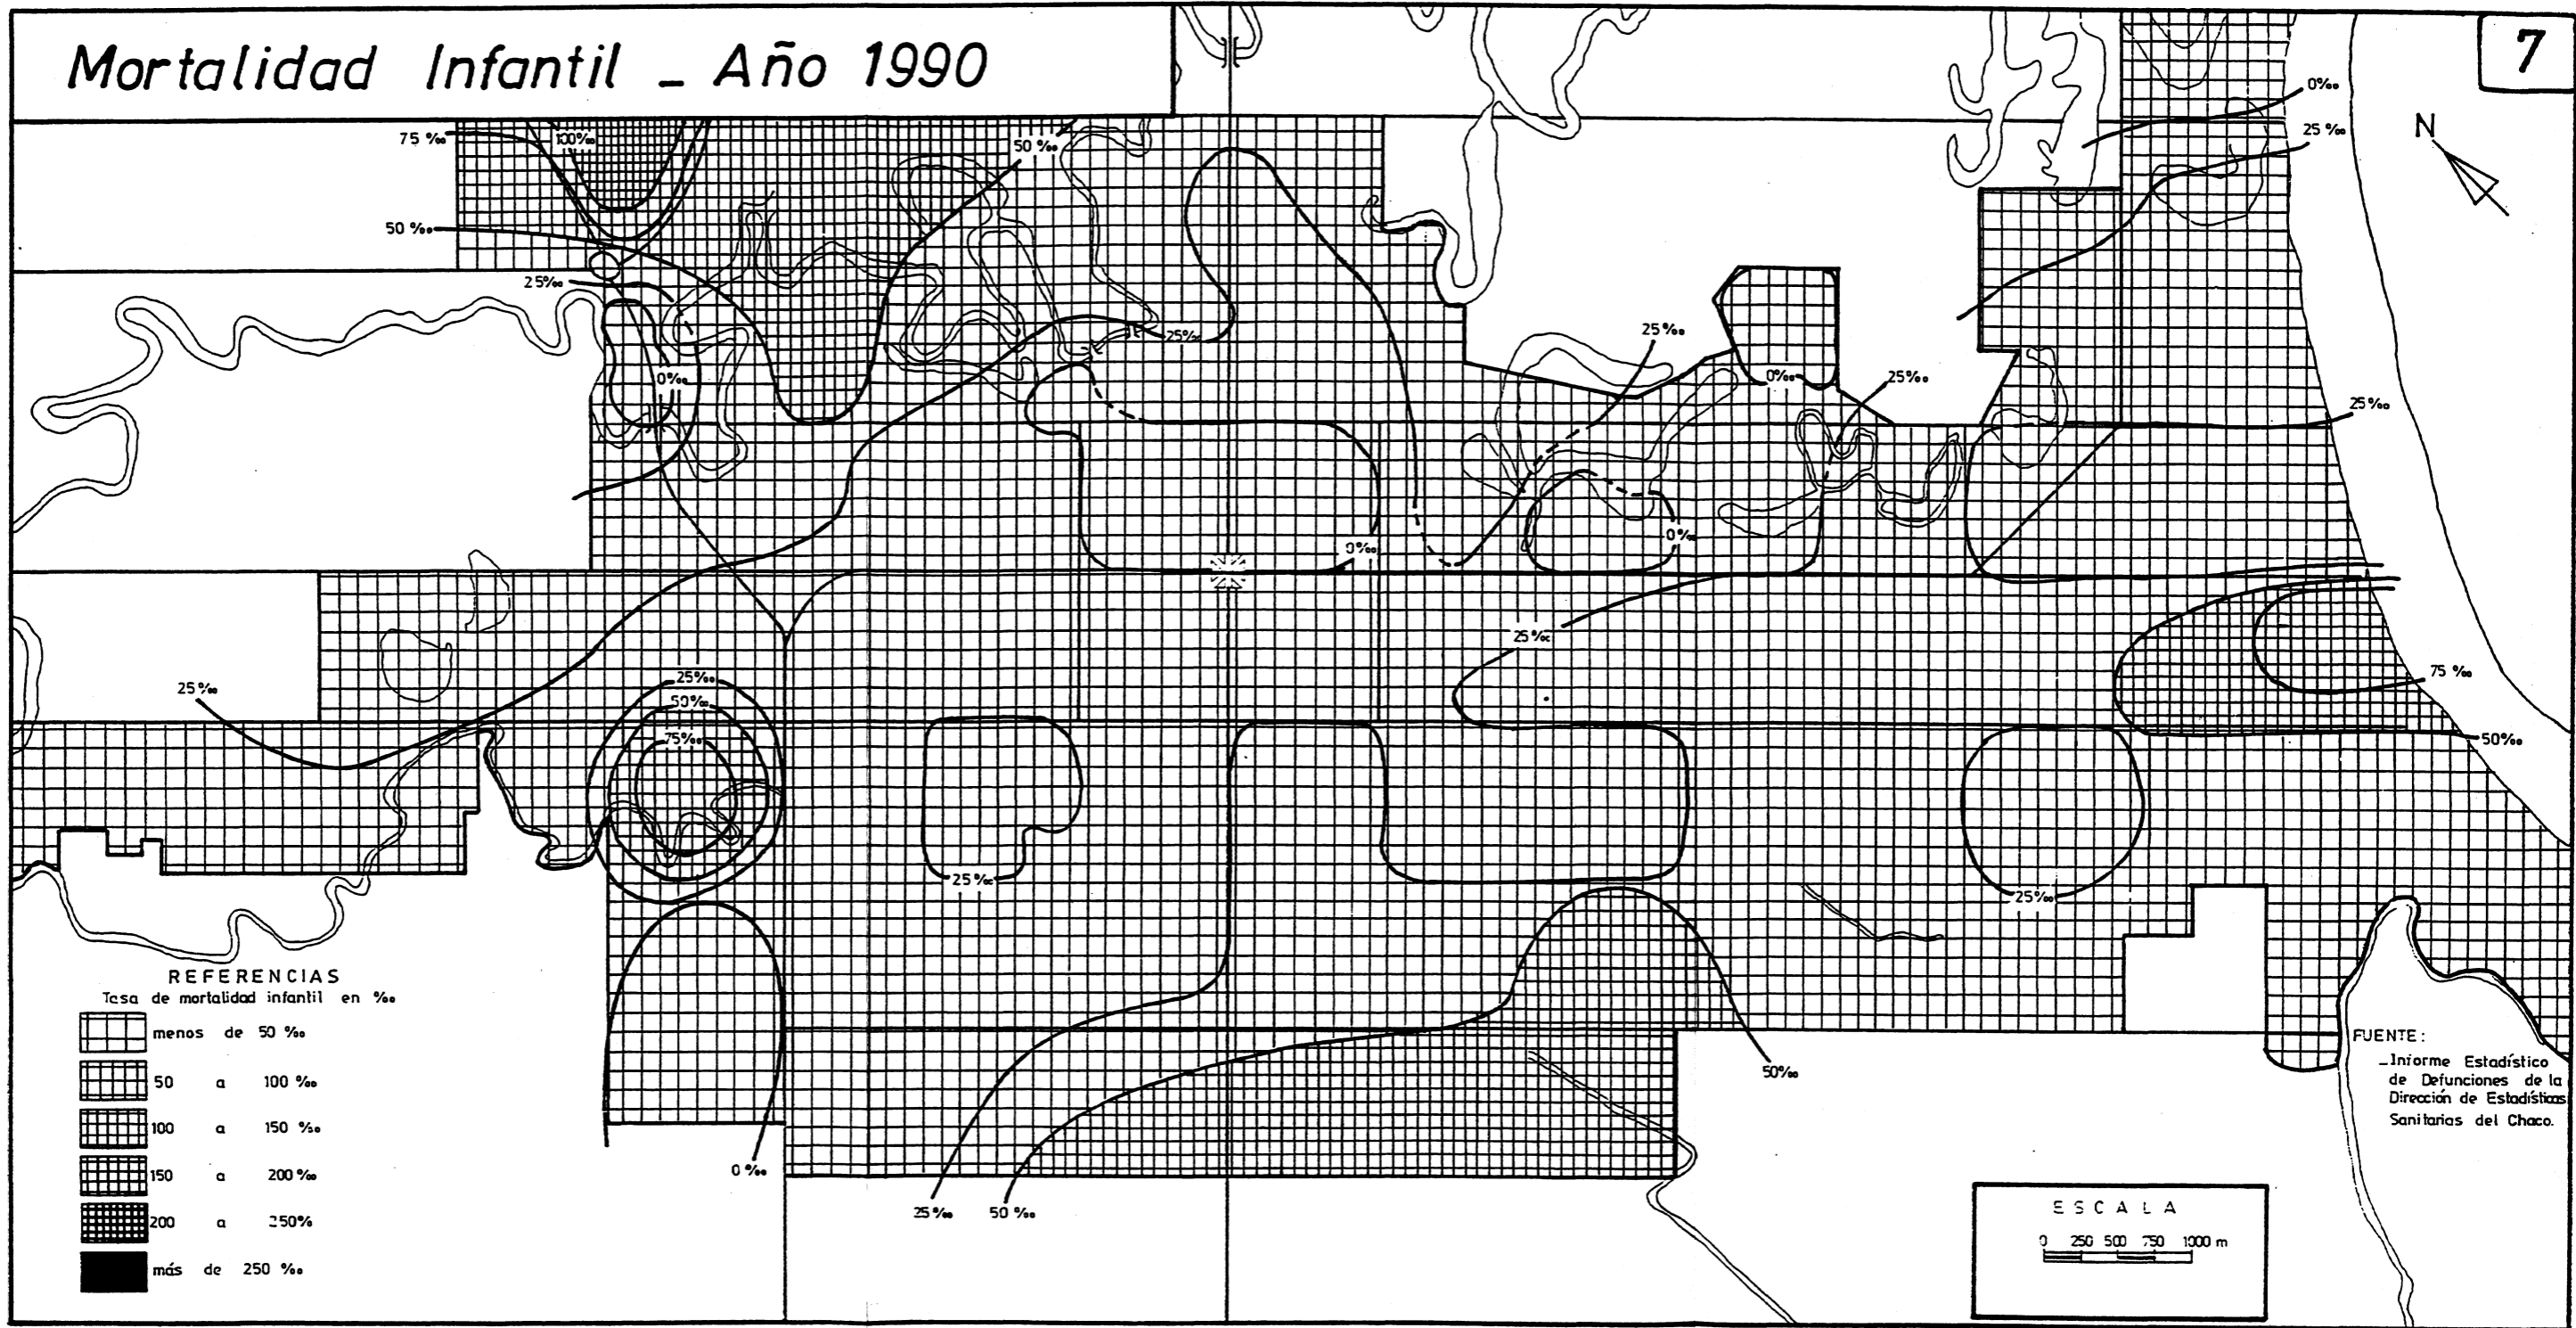 Mortalidad Infantil - Año 1990
7
N
0‰
25‰
75‰
100‰
50‰
50‰
25‰
25‰
0‰
25‰
0‰
25‰
25‰
0‰
0‰
25‰
25‰
25‰
50‰
75‰
75‰
50‰
25‰
25‰
50‰
0‰
25‰
50‰
REFERENCIAS
Tasa de mortalidad infantil en ‰
menos de 50 ‰
50 a 100 ‰
100 a 150 ‰
150 a 200 ‰
200 a 250%
más de 250 ‰
FUENTE:
_Informe Estadístico
de Defunciones de la
Dirección de Estadísticas
Sanitarias del Chaco.
ESCALA
0 250 500 750 1000 m